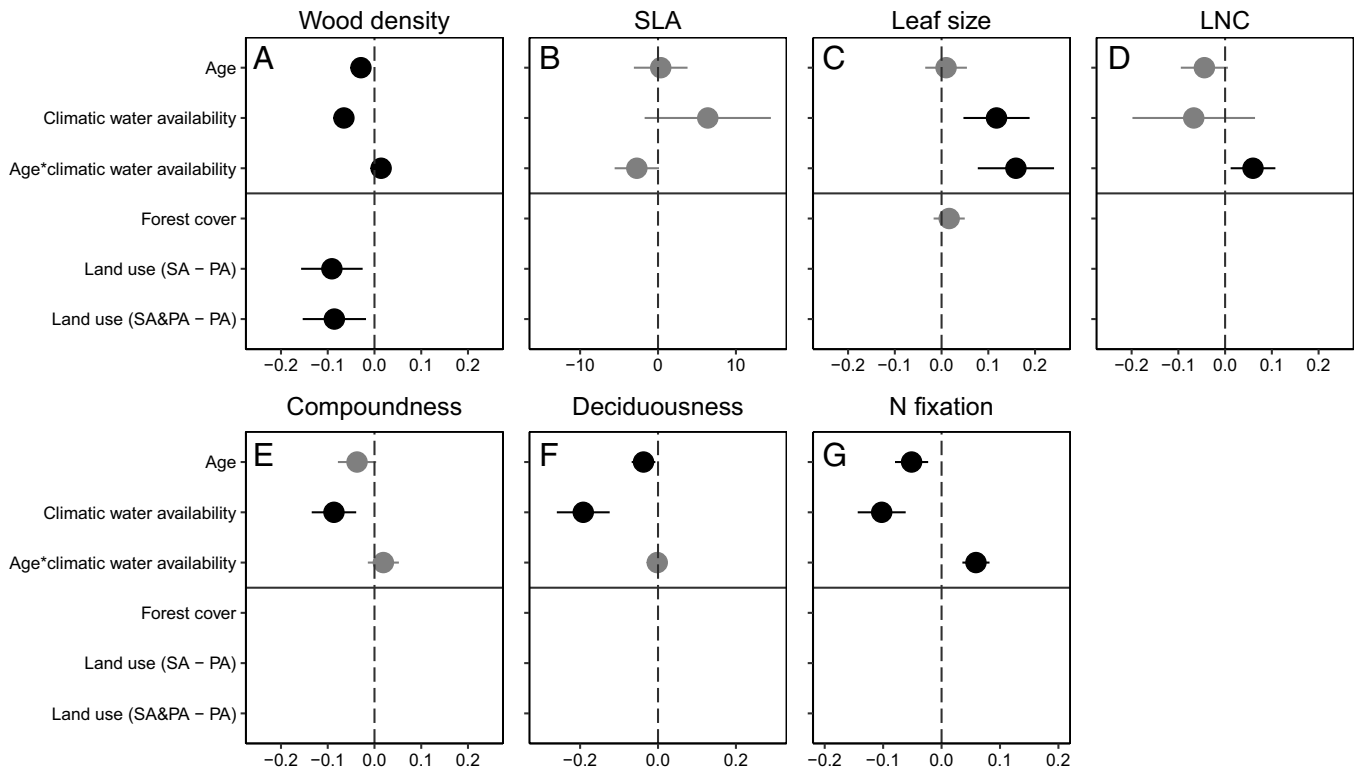 Wood density SLA Leaf size LNC
A B C D
Age
Climatic water availability
Age*climatic water availability
Forest cover
Land use (SA − PA)
Land use (SA&PA − PA)
−0.2 −0.1 0.0 0.1 0.2 −10 0 10 −0.2 −0.1 0.0 0.1 0.2 −0.2 −0.1 0.0 0.1 0.2
Compoundness Deciduousness N fixation
E F G
Age
Climatic water availability
Age*climatic water availability
Forest cover
Land use (SA − PA)
Land use (SA&PA − PA)
−0.2 −0.1 0.0 0.1 0.2 −0.2 0.0 0.2 −0.2 −0.1 0.0 0.1 0.2